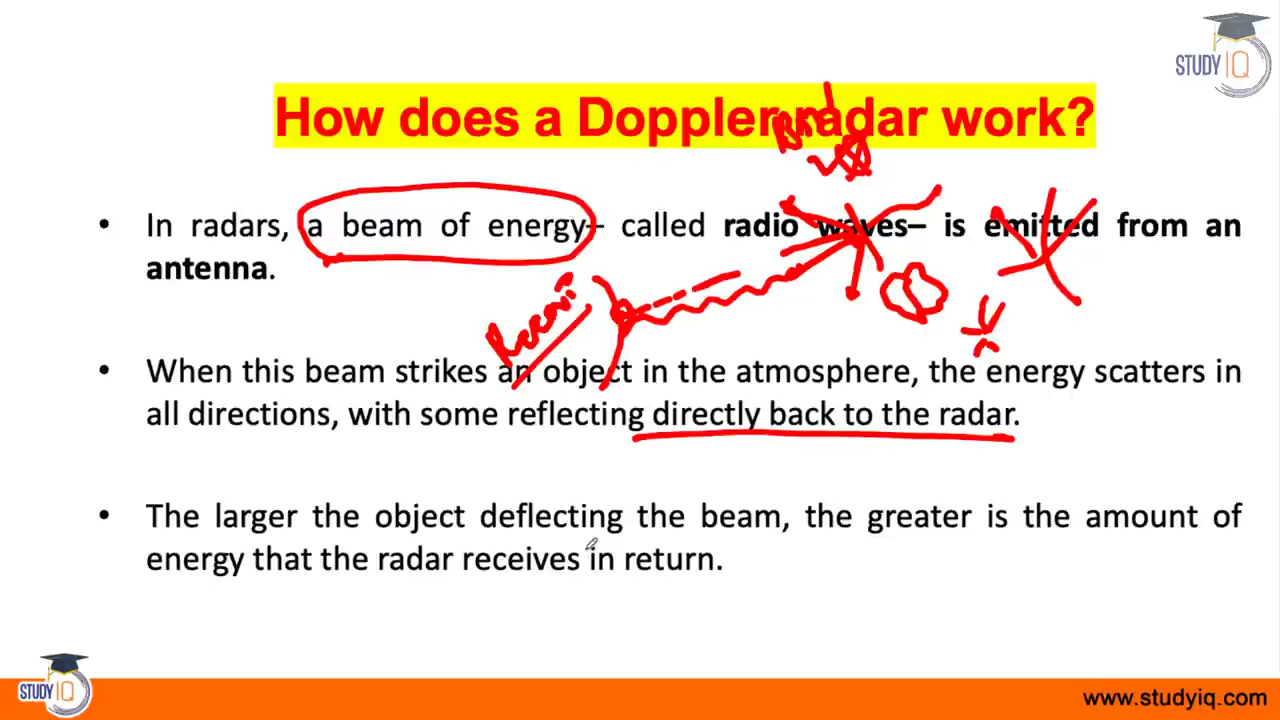 STUDY IQ
How does a Doppler radar work?
• In radars, a beam of energy– called radio waves– is emitted from an
antenna.
• When this beam strikes an object in the atmosphere, the energy scatters in
all directions, with some reflecting directly back to the radar.
• The larger the object deflecting the beam, the greater is the amount of
energy that the radar receives in return.
STUDY IQ
www.studyiq.com